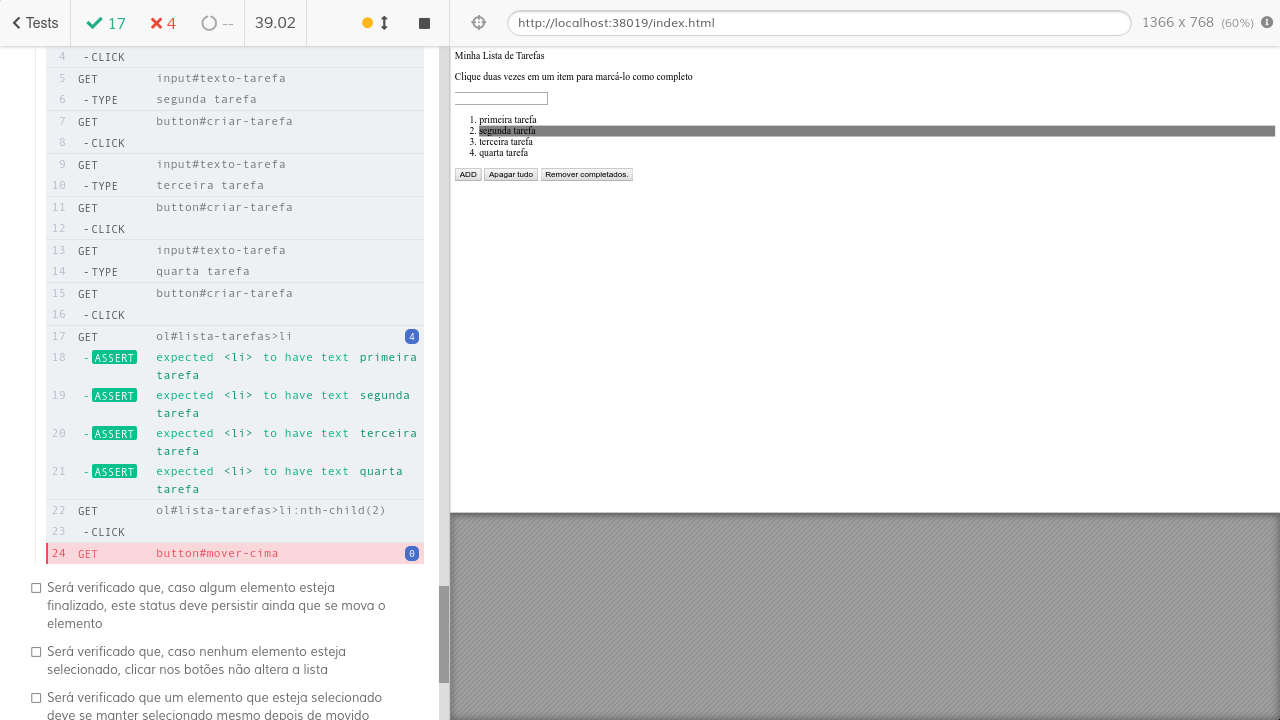 Tests 17 4 -- 39.02
http://localhost:38019/index.html 1366 x 768 (60%)
4 -CLICK
5 GET input#texto-tarefa
6 -TYPE segunda tarefa
7 GET button#criar-tarefa
8 -CLICK
9 GET input#texto-tarefa
10 -TYPE terceira tarefa
11 GET button#criar-tarefa
12 -CLICK
13 GET input#texto-tarefa
14 -TYPE quarta tarefa
15 GET button#criar-tarefa
16 -CLICK
17 GET ol#lista-tarefas>li 4
18 -ASSERT expected <li> to have text primeira
tarefa
19 -ASSERT expected <li> to have text segunda
tarefa
20 -ASSERT expected <li> to have text terceira
tarefa
21 -ASSERT expected <li> to have text quarta
tarefa
22 GET ol#lista-tarefas>li:nth-child(2)
23 -CLICK
24 GET button#mover-cima 0
Será verificado que, caso algum elemento esteja
finalizado, este status deve persistir ainda que se mova o
elemento
Será verificado que, caso nenhum elemento esteja
selecionado, clicar nos botões não altera a lista
Será verificado que um elemento que esteja selecionado
deve se manter selecionado mesmo depois de movido
Minha Lista de Tarefas
Clique duas vezes em um item para marcá-lo como completo
1. primeira tarefa
2. segunda tarefa
3. terceira tarefa
4. quarta tarefa
ADD Apagar tudo Remover completados.